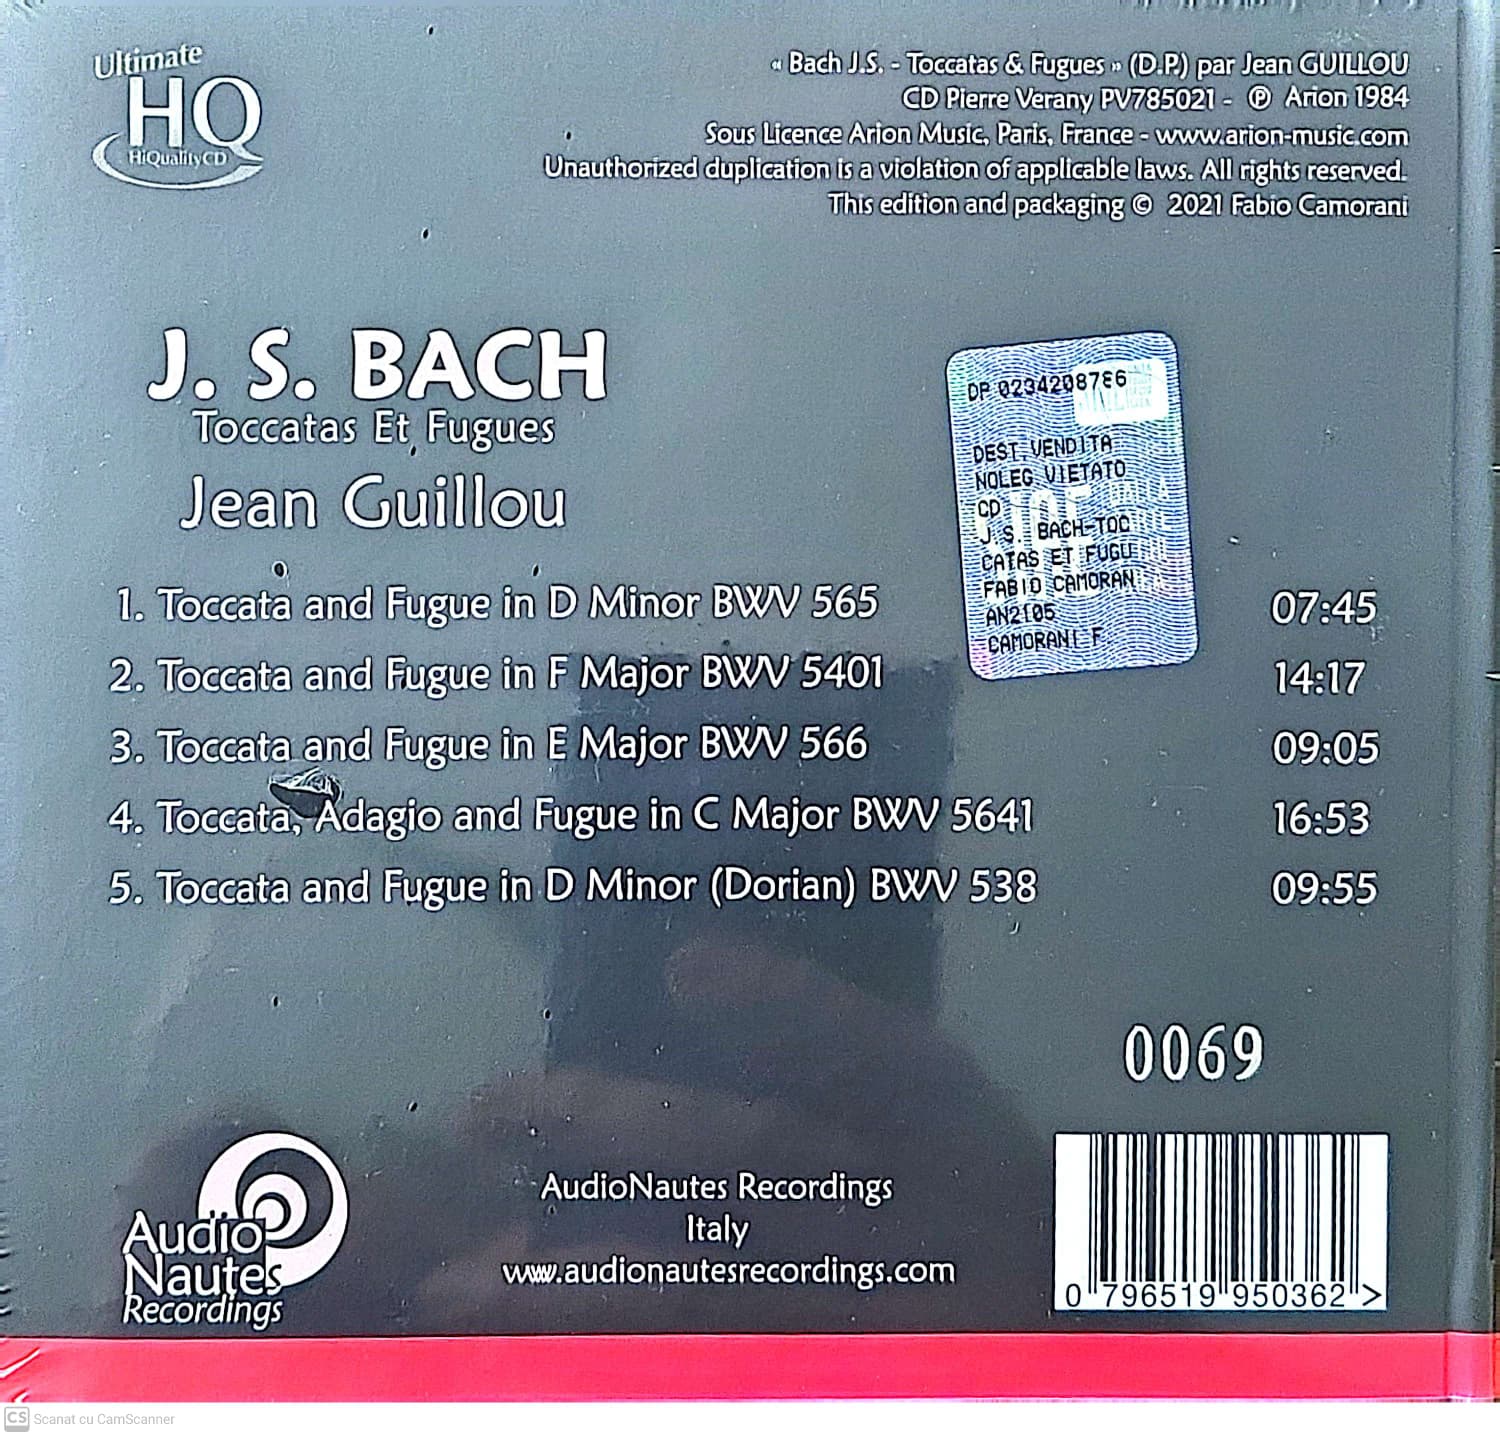 Ultimate
HQ
HiQualityCD
« Bach J.S. - Toccatas & Fugues » (D.P.) par Jean GUILLOU
CD Pierre Verany PV785021 - ℗ Arion 1984
Sous Licence Arion Music, Paris, France - www.arion-music.com
Unauthorized duplication is a violation of applicable laws. All rights reserved.
This edition and packaging © 2021 Fabio Camorani
J. S. BACH
Toccatas Et Fugues
Jean Guillou
DEST.VENDITA
NOLEG VIETATO
CD
J. S. BACH-TOC
CATAS ET FUGU
FABIO CAMORAN
AN2105
CAMORANI F
1. Toccata and Fugue in D Minor BWV 565 07:45
2. Toccata and Fugue in F Major BWV 5401 14:17
3. Toccata and Fugue in E Major BWV 566 09:05
4. Toccata, Adagio and Fugue in C Major BWV 5641 16:53
5. Toccata and Fugue in D Minor (Dorian) BWV 538 09:55
0069
Audio
Nautes
Recordings
AudioNautes Recordings
Italy
www.audionautesrecordings.com
0 796519 950362 >
CS Scanat cu CamScanner